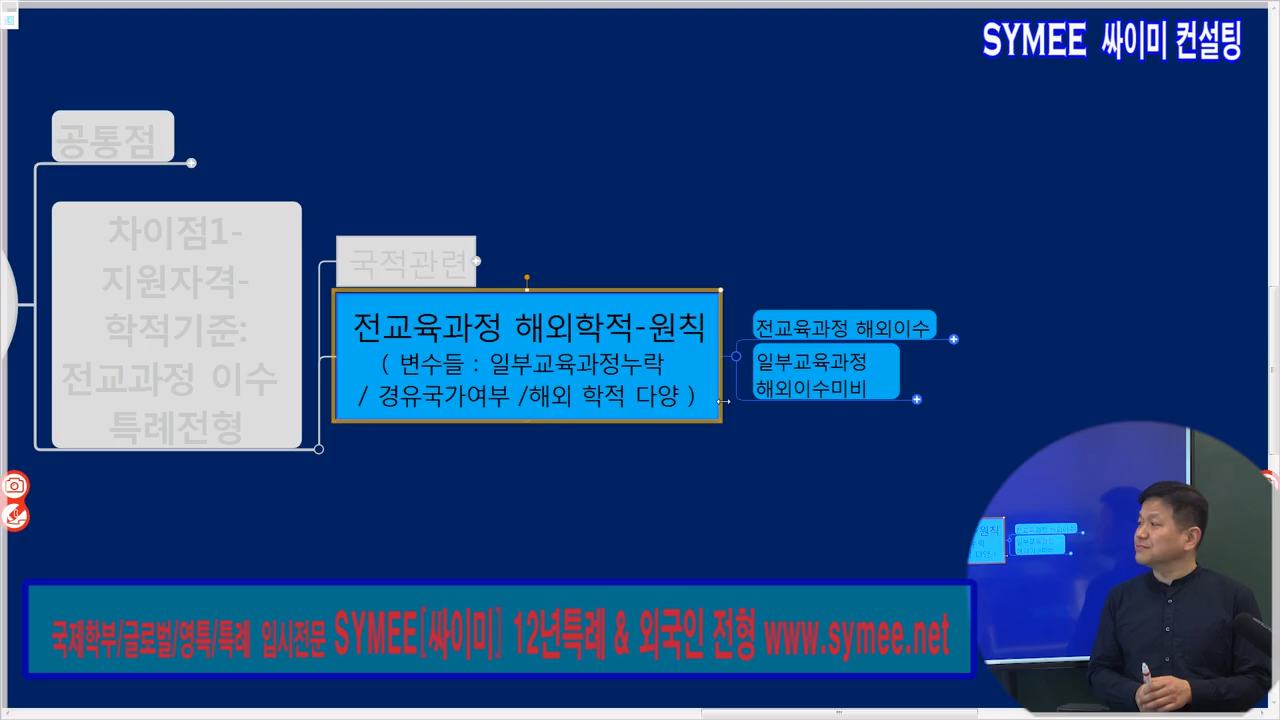 SYMEE 싸이미 컨설팅
공통점
차이점1-
지원자격-
학적기준:
전교과정 이수
특례전형
국적관련
전교육과정 해외학적-원칙
( 변수들 : 일부교육과정누락
/ 경유국가여부 /해외 학적 다양 )
전교육과정 해외이수
일부교육과정
해외이수미비
국제학부/글로벌/영특/특례 입시전문 SYMEE[싸이미] 12년특례 & 외국인 전형 www.symee.net